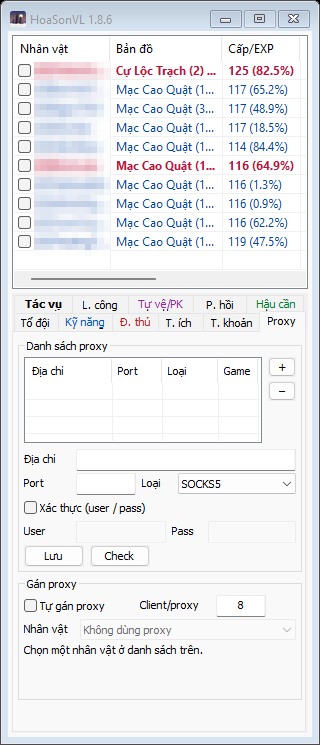 HoaSonVL 1.8.6
Nhân vật Bản đồ Cấp/EXP
Cự Lộc Trạch (2) ... 125 (82.5%)
Mạc Cao Quật (1... 117 (65.2%)
Mạc Cao Quật (3... 117 (48.9%)
Mạc Cao Quật (1... 117 (18.5%)
Mạc Cao Quật (1... 114 (84.4%)
Mạc Cao Quật (1... 116 (64.9%)
Mạc Cao Quật (1... 116 (1.3%)
Mạc Cao Quật (1... 116 (0.9%)
Mạc Cao Quật (1... 116 (62.2%)
Mạc Cao Quật (1... 119 (47.5%)
Tác vụ L. công Tự vệ/PK P. hồi Hậu cần
Tổ đội Kỹ năng Đ. thủ T. ích T. khoản Proxy
Danh sách proxy
Địa chỉ Port Loại Game
+
−
Địa chỉ
Port Loại SOCKS5
Xác thực (user / pass)
User Pass
Lưu Check
Gán proxy
Tự gán proxy Client/proxy 8
Nhân vật Không dùng proxy
Chọn một nhân vật ở danh sách trên.